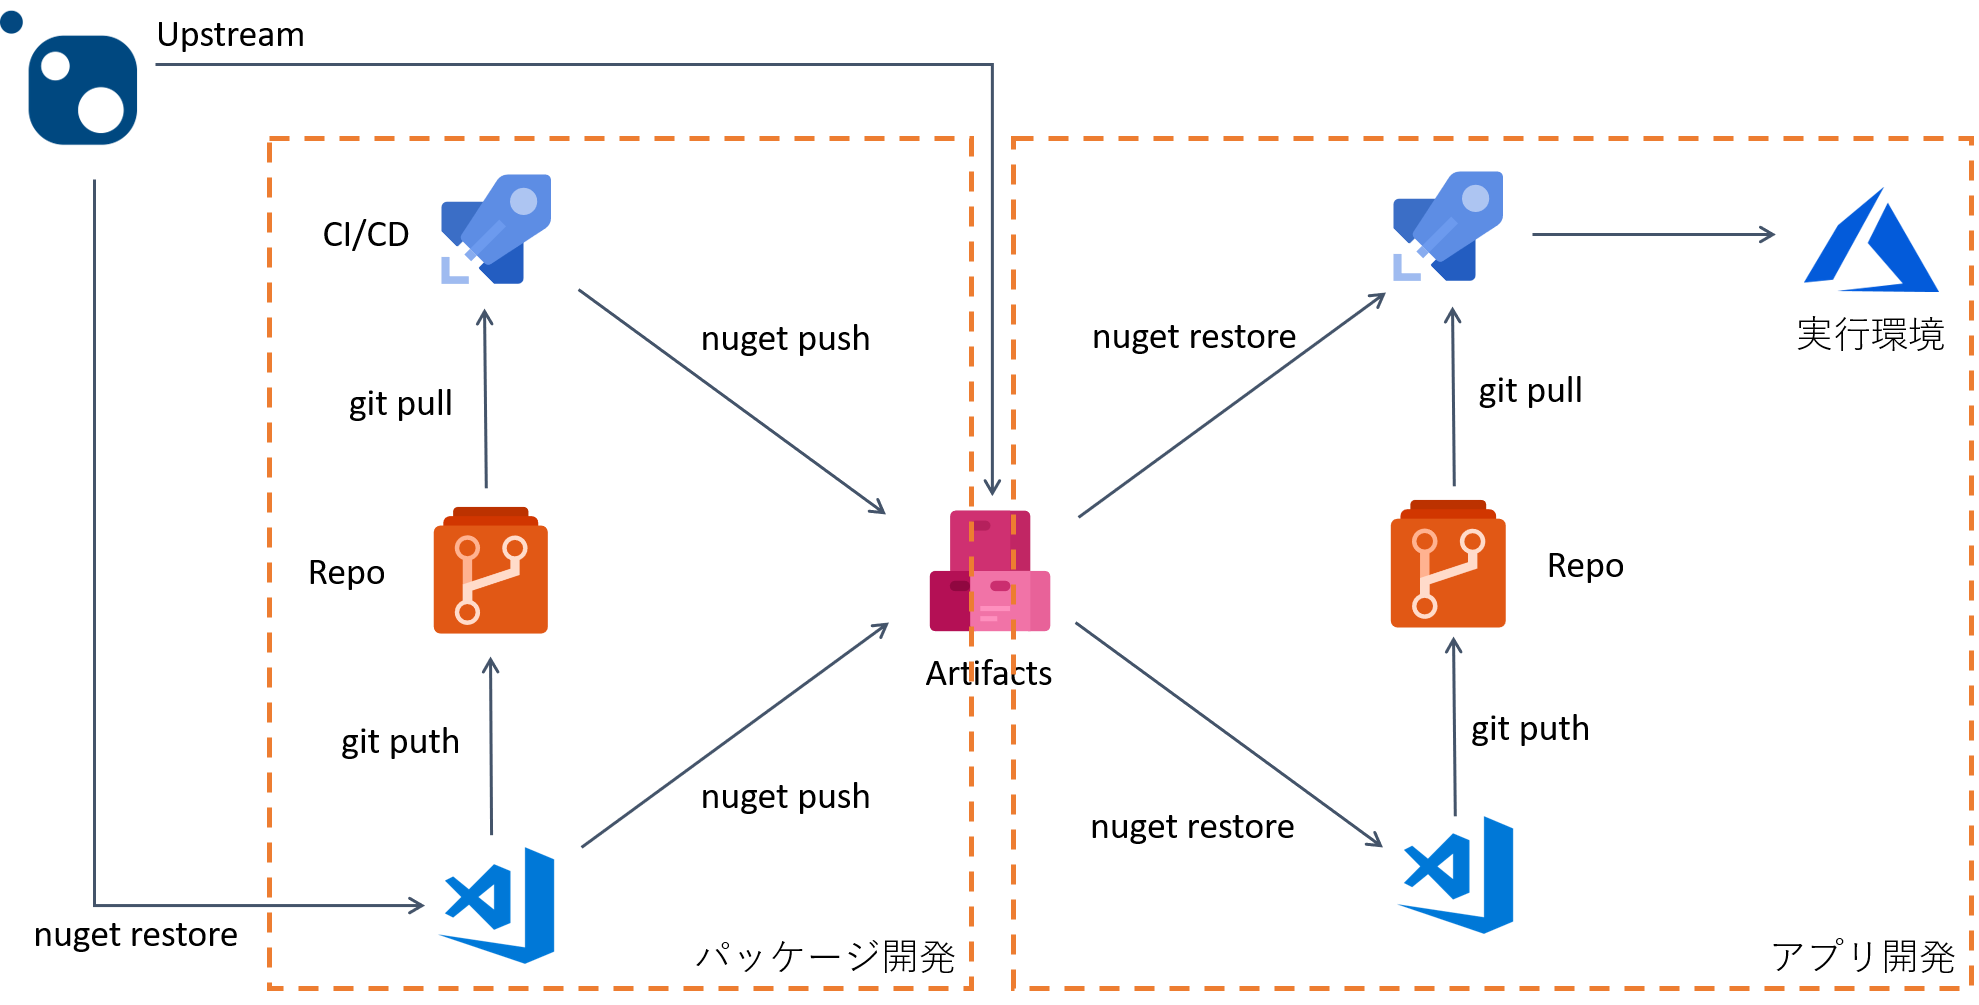 Upstream
CI/CD
nuget push
nuget restore
実行環境
git pull
git pull
Repo
Repo
Artifacts
git puth
git puth
nuget push
nuget restore
nuget restore
パッケージ開発
アプリ開発